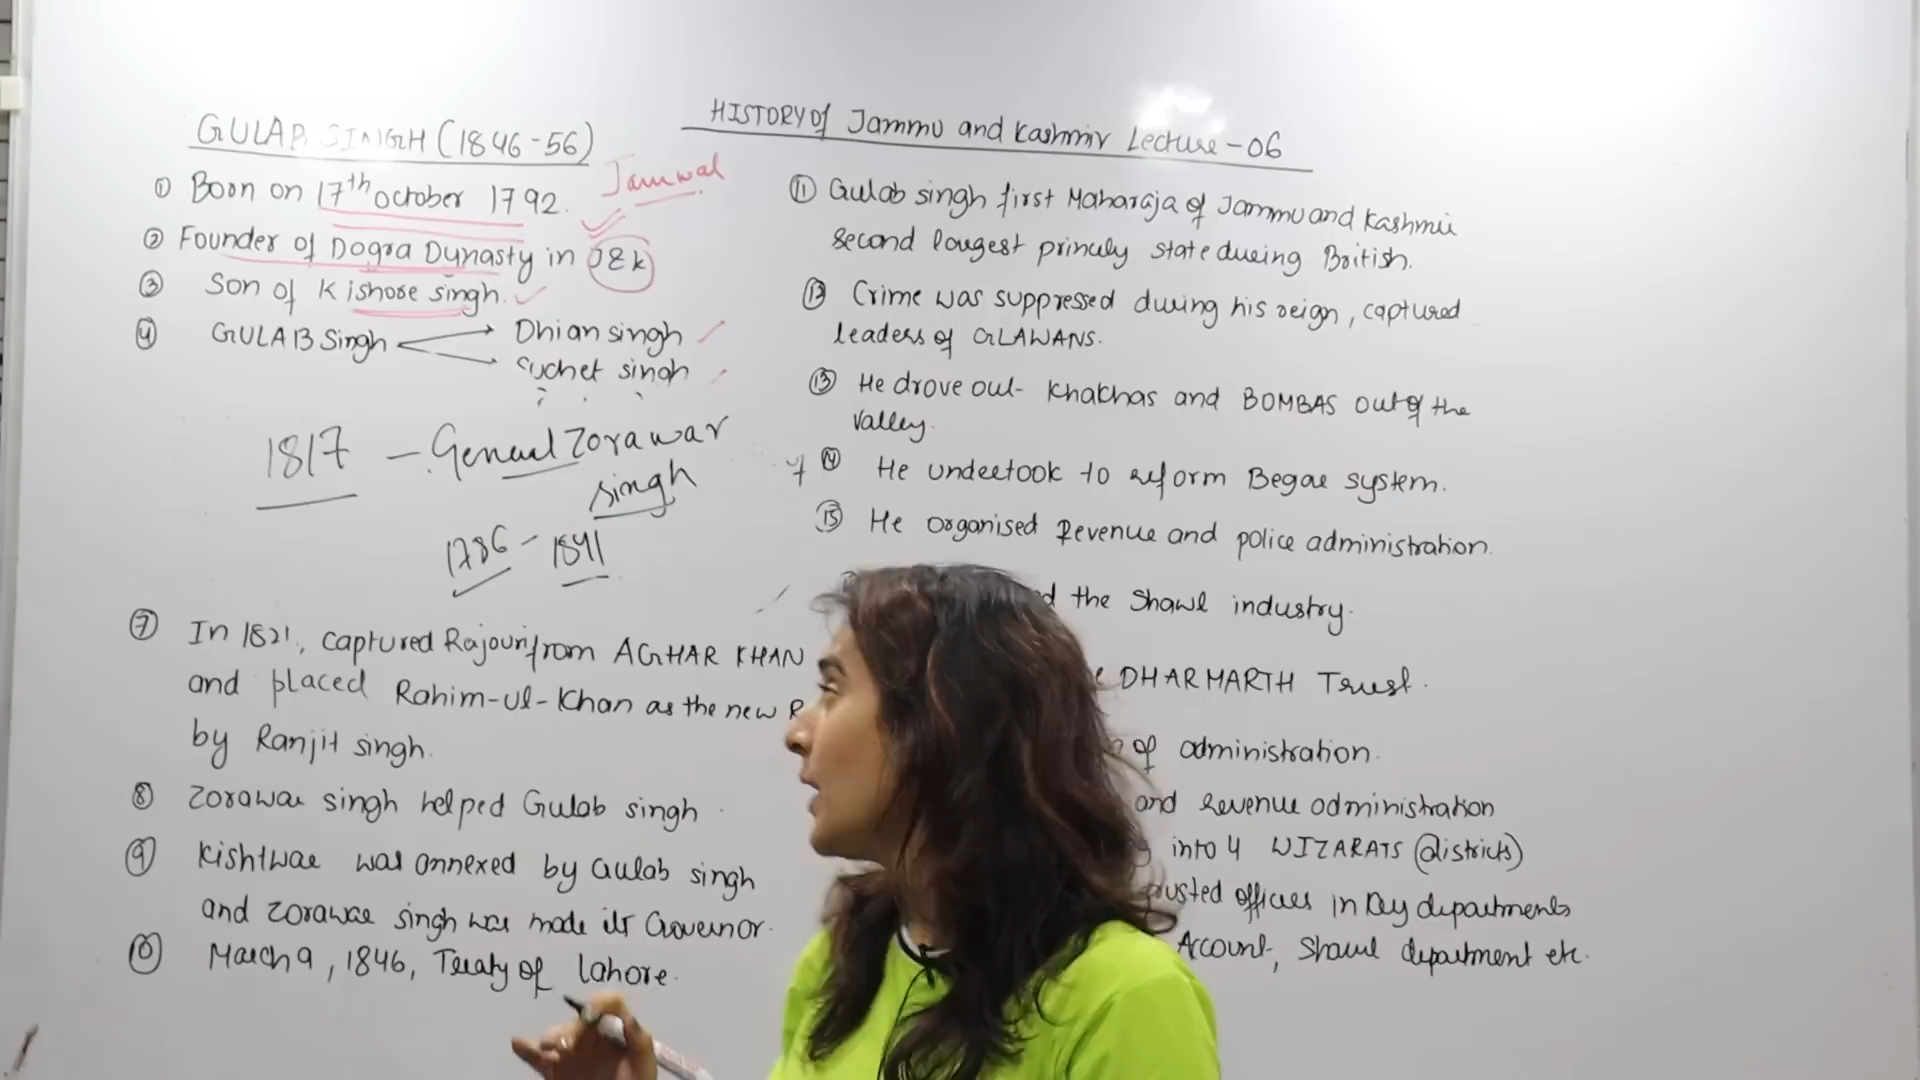 HISTORY of Jammu and Kashmir Lecture-06
GULAB SINGH (1846-56)
① Born on 17th october 1792.
Jamwal
② Founder of Dogra Dynasty in J&k
③ Son of Kishore singh.
④ GULAB Singh
Dhian singh
Suchet singh
1817 - General Zorawar
singh
1786 - 1841
⑦ In 1821, captured Rajouri from AGHAR KHAN
and placed Rahim-ul-Khan as the new
by Ranjit singh.
⑧ Zorawar singh helped Gulab singh
⑨ Kishtwar was annexed by Gulab singh
and Zorawar singh was made its Governor.
⑩ March 9, 1846, Treaty of Lahore.
⑪ Gulab singh first Maharaja of Jammu and Kashmir
second largest princely state during British.
⑫ Crime was suppressed during his reign, captured
leaders of GLAWANS.
⑬ He drove out Khakhas and BOMBAS out of the
Valley.
⑭ He undertook to reform Begar system.
⑮ He organised Revenue and police administration.
the Shawl industry.
DHARMARTH Trust.
of administration.
and revenue administration
into 4 WIZARATS (districts)
offices in key departments
Account, Shawl department etc.